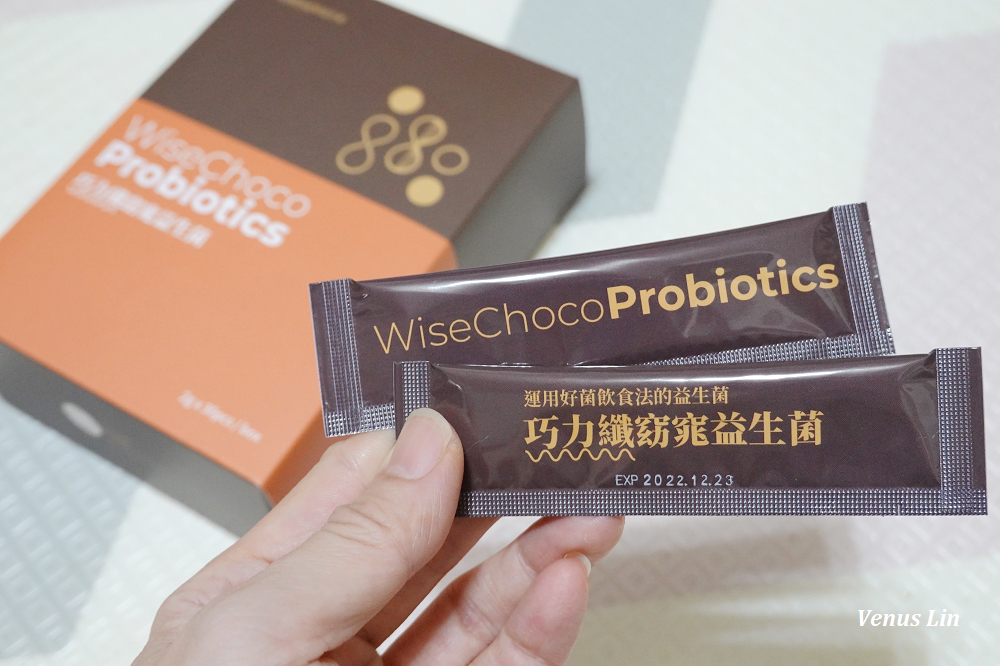 WiseChoco
Probiotics
巧力纖窈窕益生菌
WiseChocoProbiotics
運用好菌飲食法的益生菌
巧力纖窈窕益生菌
EXP 2022.12.23
Venus Lin